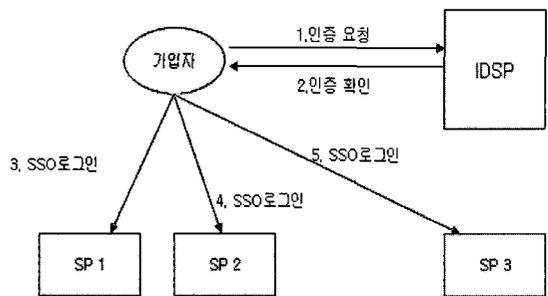 1.인증 요청
가입자
IDSP
2.인증 확인
5, SSO로그인
3, SSO로그인
4, SSO로그인
SP 1
SP 2
SP 3